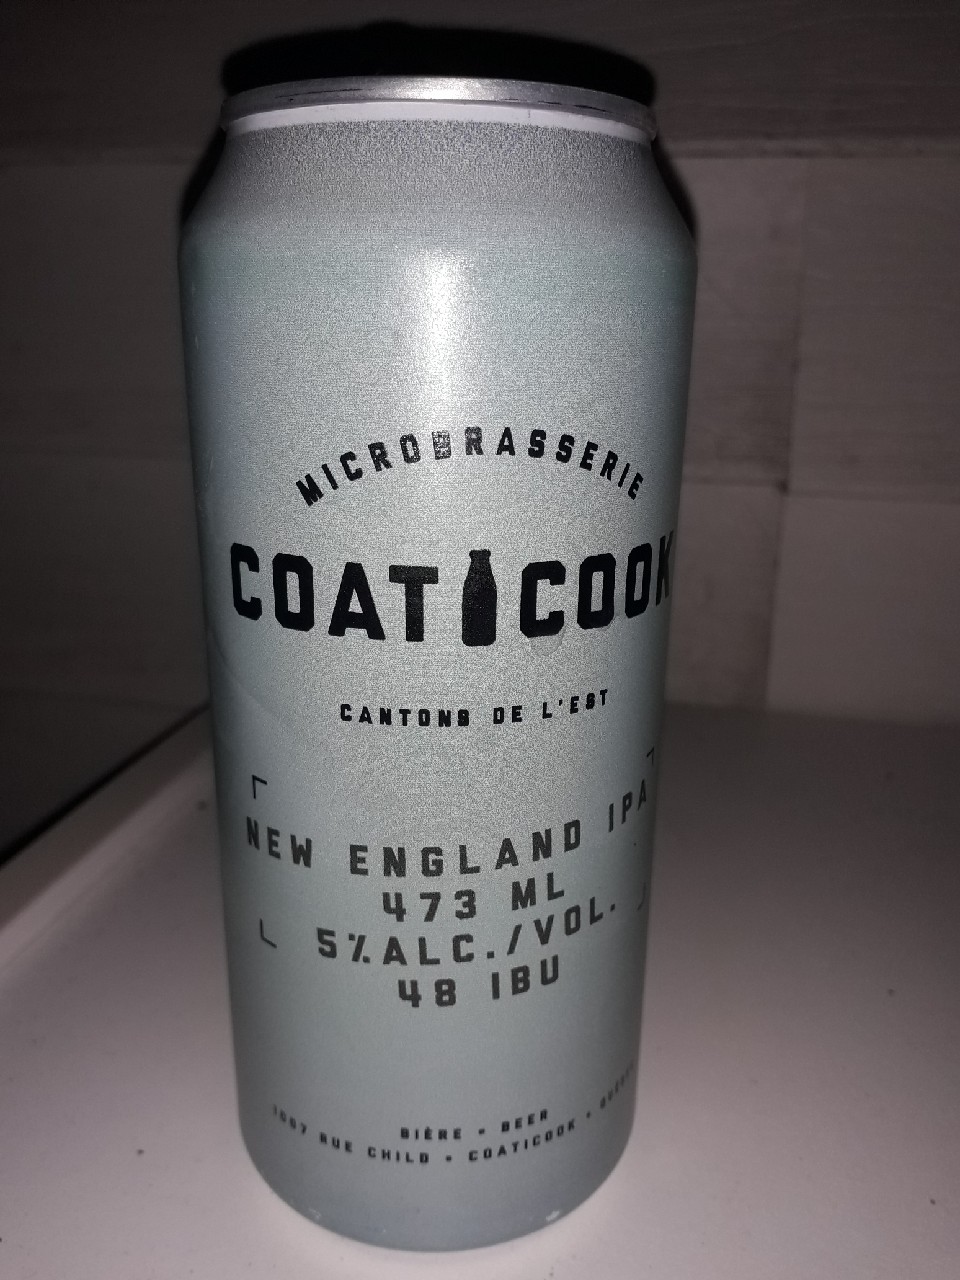 MICROBRASSERIE
COATICOOK
CANTONS DE L'EST
NEW ENGLAND IPA
473 ML
5% ALC./VOL.
48 IBU
BIÈRE - BEER
RUE CHILD - COATICOOK -